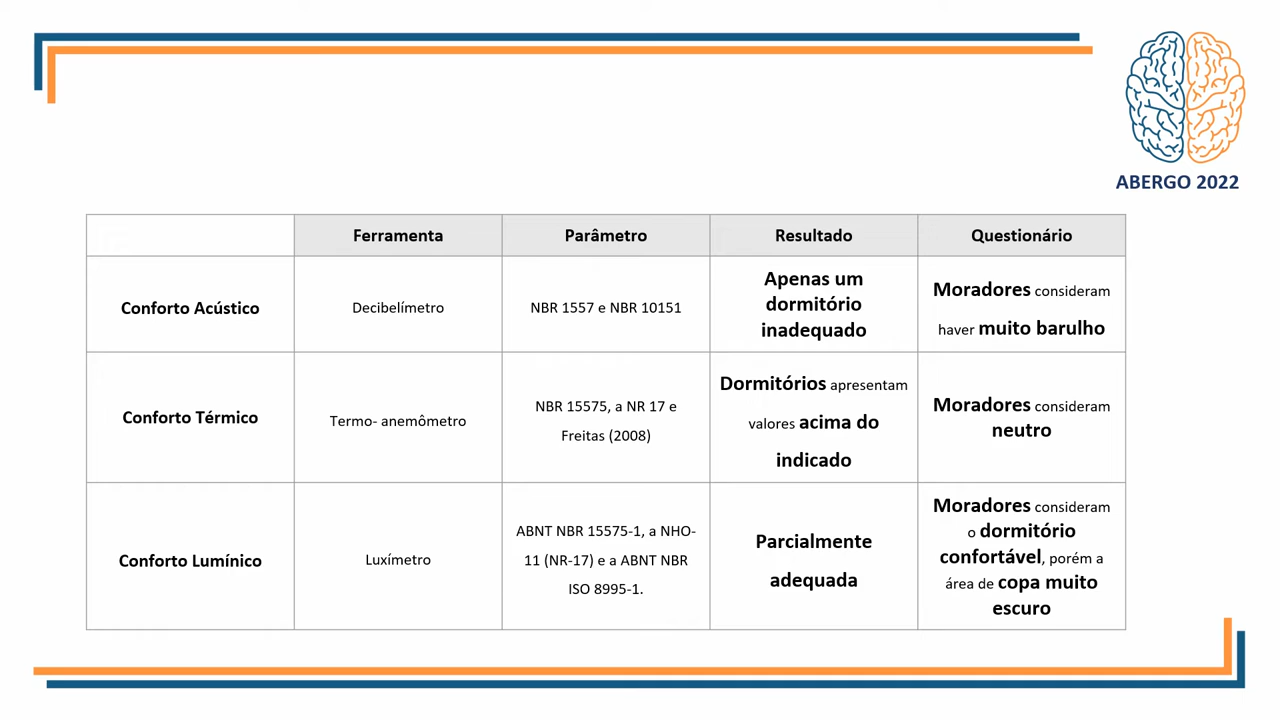 ABERGO 2022
Ferramenta
Parâmetro
Resultado
Questionário
Conforto Acústico
Decibelímetro
NBR 1557 e NBR 10151
Apenas um
dormitório
inadequado
Moradores consideram
haver muito barulho
Conforto Térmico
Termo- anemômetro
NBR 15575, a NR 17 e
Freitas (2008)
Dormitórios apresentam
valores acima do
indicado
Moradores consideram
neutro
Conforto Lumínico
Luxímetro
ABNT NBR 15575-1, a NHO-
11 (NR-17) e a ABNT NBR
ISO 8995-1.
Parcialmente
adequada
Moradores consideram
o dormitório
confortável, porém a
área de copa muito
escuro